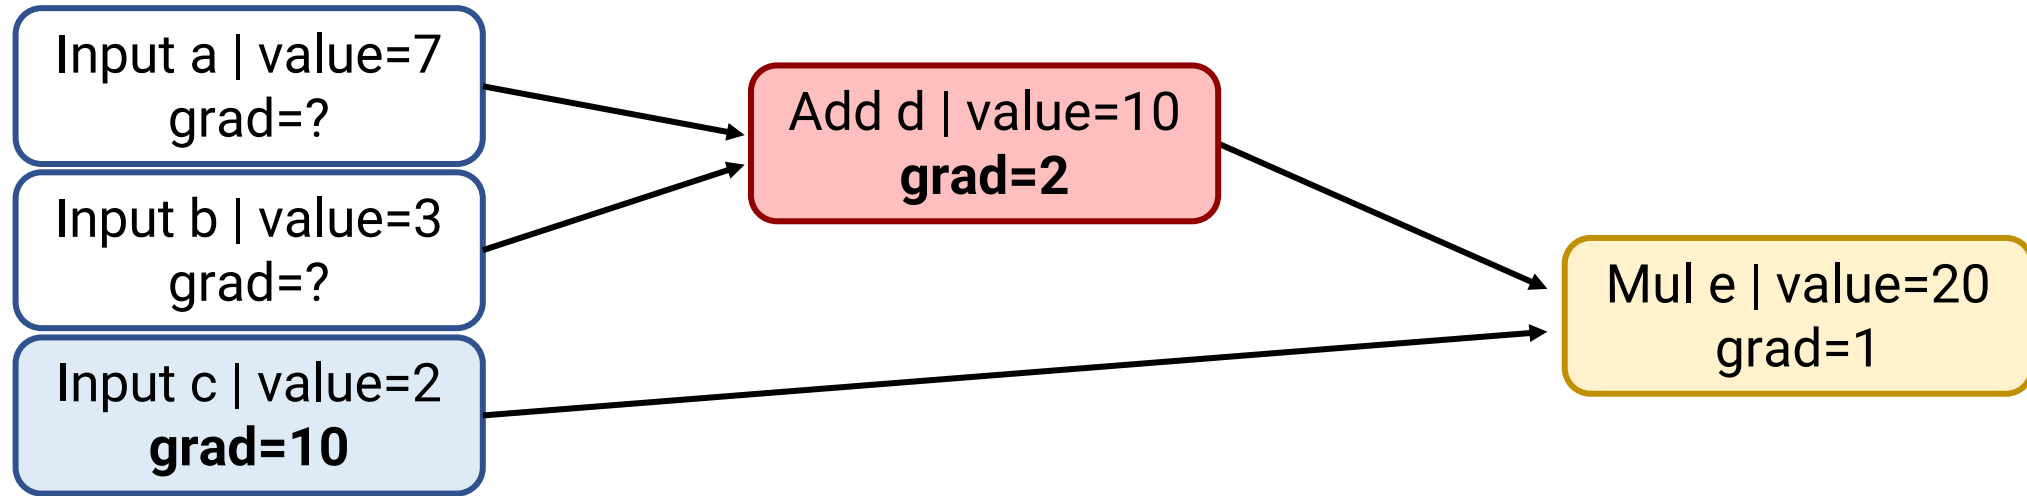 Input a | value=7
grad=?
Input b | value=3
grad=?
Input c | value=2
grad=10
Add d | value=10
grad=2
Mul e | value=20
grad=1